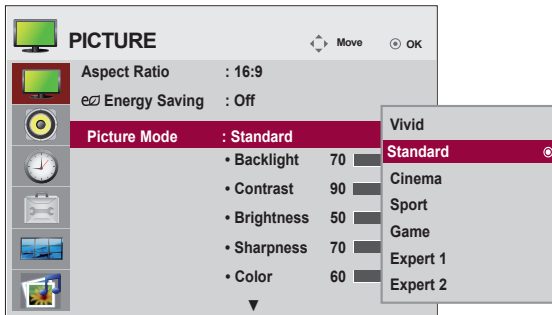 PICTURE Move OK
Aspect Ratio : 16:9
Energy Saving : Off
Picture Mode : Standard
• Backlight 70
• Contrast 90
• Brightness 50
• Sharpness 70
• Color 60
Vivid
Standard
Cinema
Sport
Game
Expert 1
Expert 2